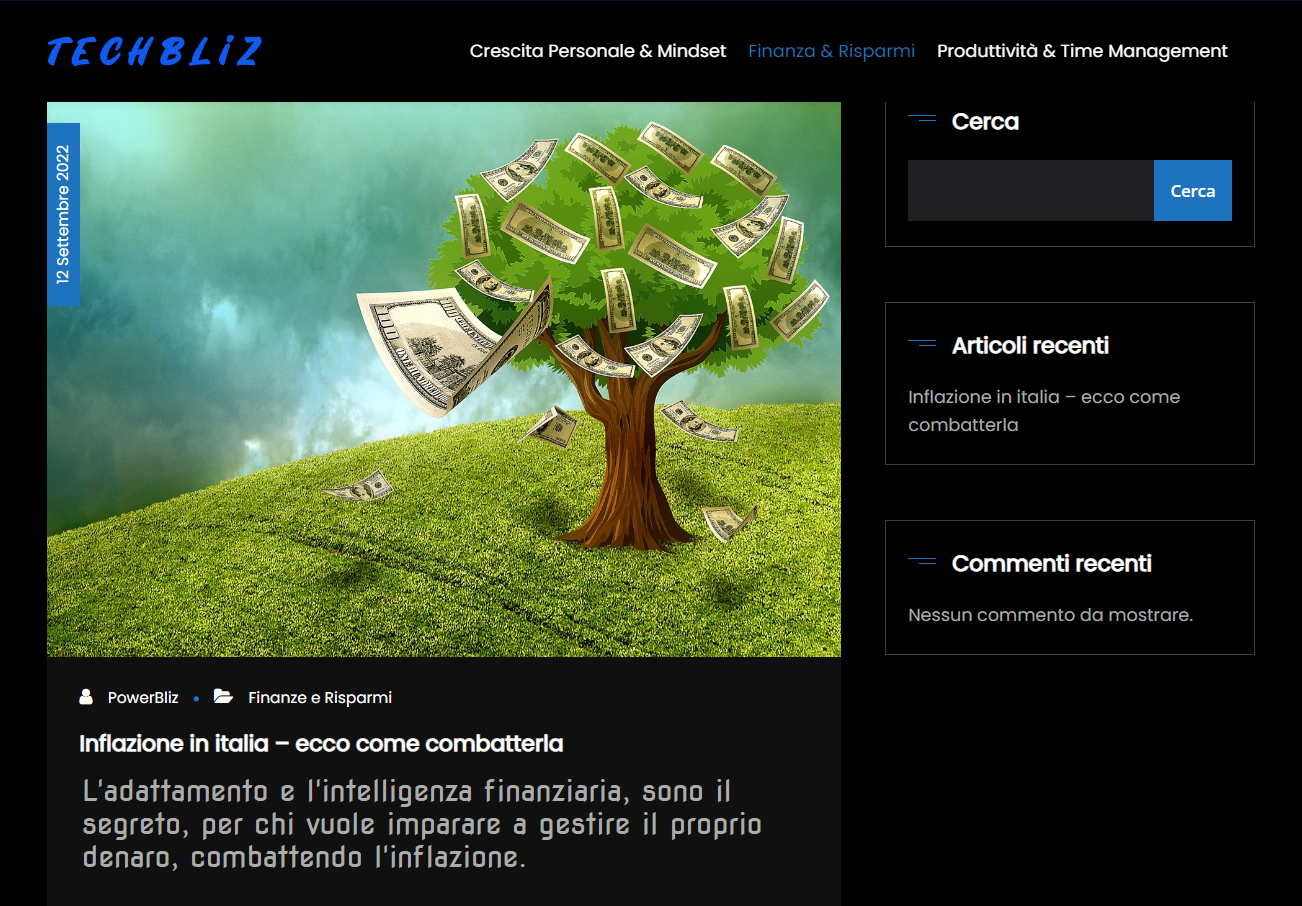 TECHBLiZ
Crescita Personale & Mindset
Finanza & Risparmi
Produttività & Time Management
12 Settembre 2022
PowerBliz
Finanze e Risparmi
Inflazione in italia – ecco come combatterla
L'adattamento e l'intelligenza finanziaria, sono il
segreto, per chi vuole imparare a gestire il proprio
denaro, combattendo l'inflazione.
Cerca
Cerca
Articoli recenti
Inflazione in italia – ecco come
combatterla
Commenti recenti
Nessun commento da mostrare.